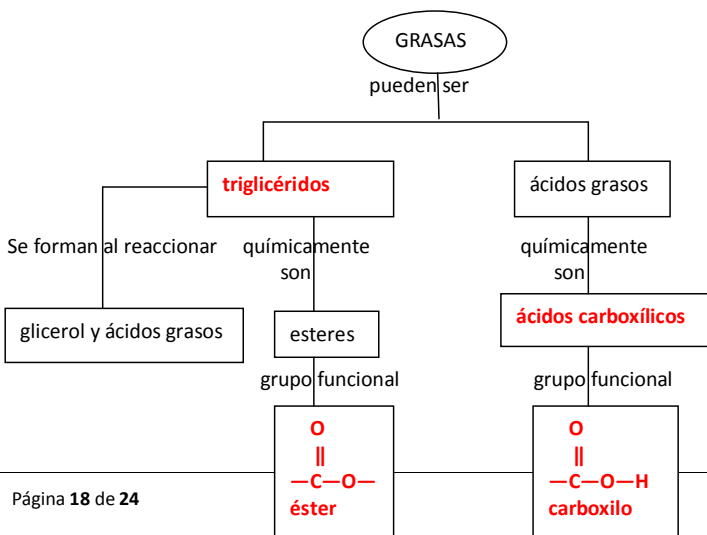 GRASAS
pueden ser
triglicéridos
ácidos grasos
Se forman al reaccionar
químicamente
son
químicamente
son
glicerol y ácidos grasos
esteres
ácidos carboxílicos
grupo funcional
grupo funcional
O
||
—C—O—
éster
O
||
—C—O—H
carboxilo
Página 18 de 24